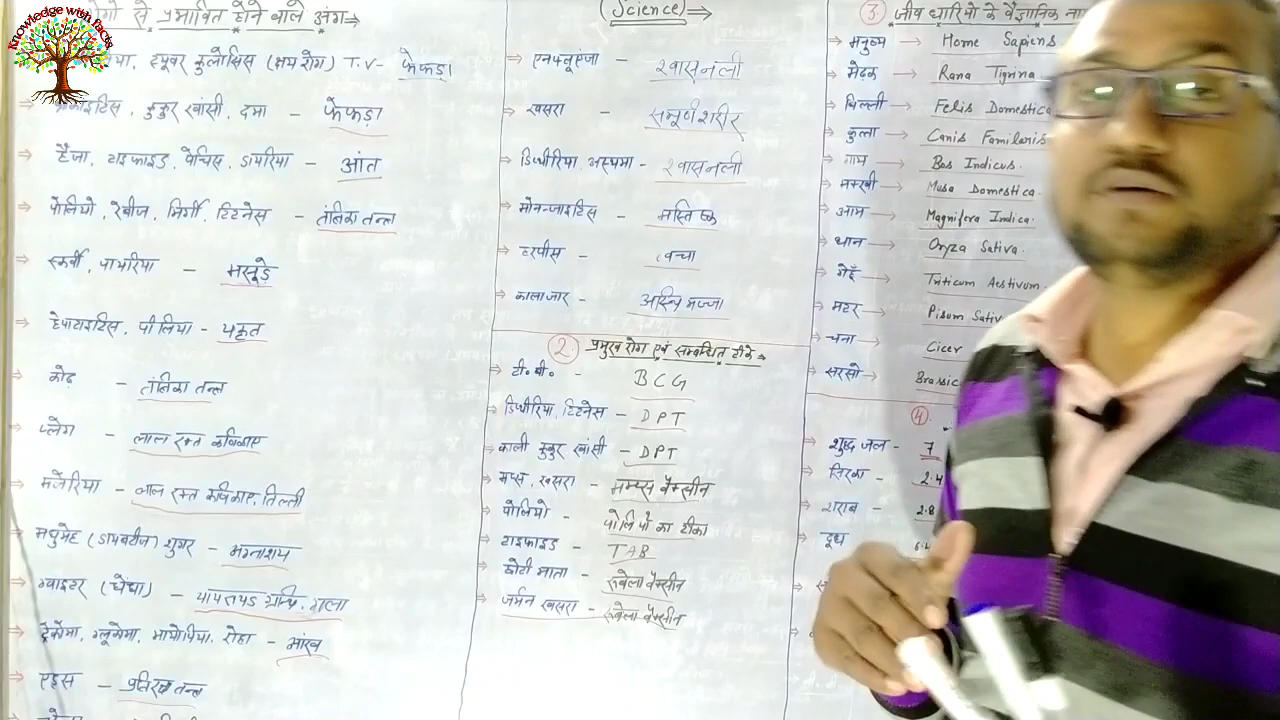 Knowledge with facts
रोगो से प्रभावित होने वाले अंग⇒
ट्यूबर कुलोसिस (क्षय रोग) T.V- फेफड़ा
कुकुर खांसी, दमा – फेफड़ा
⇒ हैजा, टाइफाइड, पेचिस, डायरिया – आंत
⇒ पोलियो, रेबीज, मिर्गी, टिटनेस – तंत्रिका तन्त्र
⇒ स्कर्वी, पायरिया – मसूड़े
⇒ हेपाटाइटिस, पीलिया - यकृत
⇒ कोढ़ – तंत्रिका तन्त्र
⇒ प्लेग – लाल रक्त कणिकाए
⇒ मलेरिया – लाल रक्त कणिकाए, तिल्ली
⇒ मधुमेह (डायबटीज) शुगर – अग्नाशय
⇒ ग्वाइटर (घेंघा) – थायरायड ग्रन्थि, गला
⇒ ट्रेकोमा, ग्लूकोमा, मायोपिया, रोहा – आंख
⇒ एड्स – प्रतिरक्षा तन्त्र
(Science)⇒
⇒ एनफ्लूएंजा – श्वासनली
⇒ खसरा – सम्पूर्ण शरीर
⇒ डिप्थीरिया, अस्थमा - श्वासनली
⇒ मेनिन्जाइटिस – मस्तिष्क
⇒ हरपीस – त्वचा
⇒ कालाजार – अस्थि मज्जा
② प्रमुख रोग एवं सम्बन्धित टीके⇒
⇒ टी॰ बी॰ - BCG
⇒ डिप्थीरिया, टिटनेस – DPT
⇒ काली कुकुर खांसी – DPT
⇒ मम्प्स, खसरा – मम्प्स वैक्सीन
⇒ पोलियो – पोलियो का टीका
⇒ टाइफाइड – TAB
⇒ छोटी माता – रूबेला वैक्सीन
⇒ जर्मन खसरा – रूबेला वैक्सीन
③ जीव धारियो के वैज्ञानिक
⇒ मनुष्य → Home Sapiens
⇒ मेढक → Rana Tigrina
⇒ बिल्ली → Felis Domestica
⇒ कुत्ता → Canis Familaris
⇒ गाय → Bos Indicus.
⇒ मक्खी → Musa Domestica.
⇒ आम → Magnifera Indica.
⇒ धान → Oryza Sativa.
⇒ गेहूँ → Triticum Aestivum.
⇒ मटर → Pisum Sativ
⇒ चना → Cicer
⇒ सरसो → Brassic
④
⇒ शुद्ध जल – 7
⇒ सिरका – 2.4
⇒ शराब – 2.8
⇒ दूध – 6.4